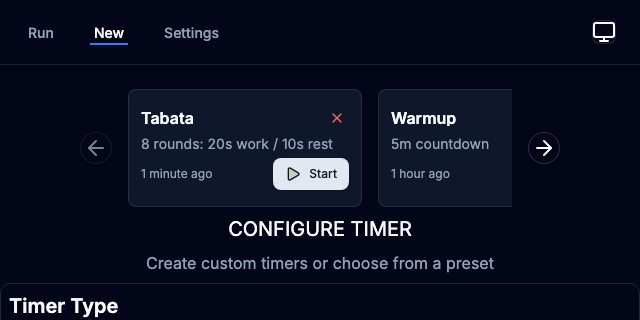 Run New Settings
Tabata
8 rounds: 20s work / 10s rest
1 minute ago
Start
Warmup
5m countdown
1 hour ago
CONFIGURE TIMER
Create custom timers or choose from a preset
Timer Type